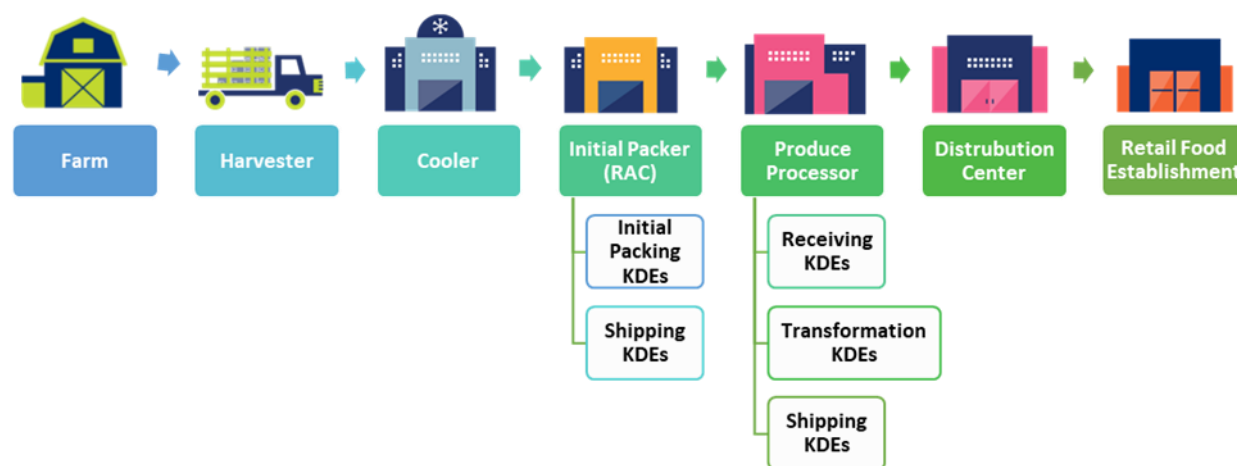 Farm
Harvester
Cooler
Initial Packer
(RAC)
Produce
Processor
Distrubution
Center
Retail Food
Establishment
Initial
Packing
KDEs
Shipping
KDEs
Receiving
KDEs
Transformation
KDEs
Shipping
KDEs